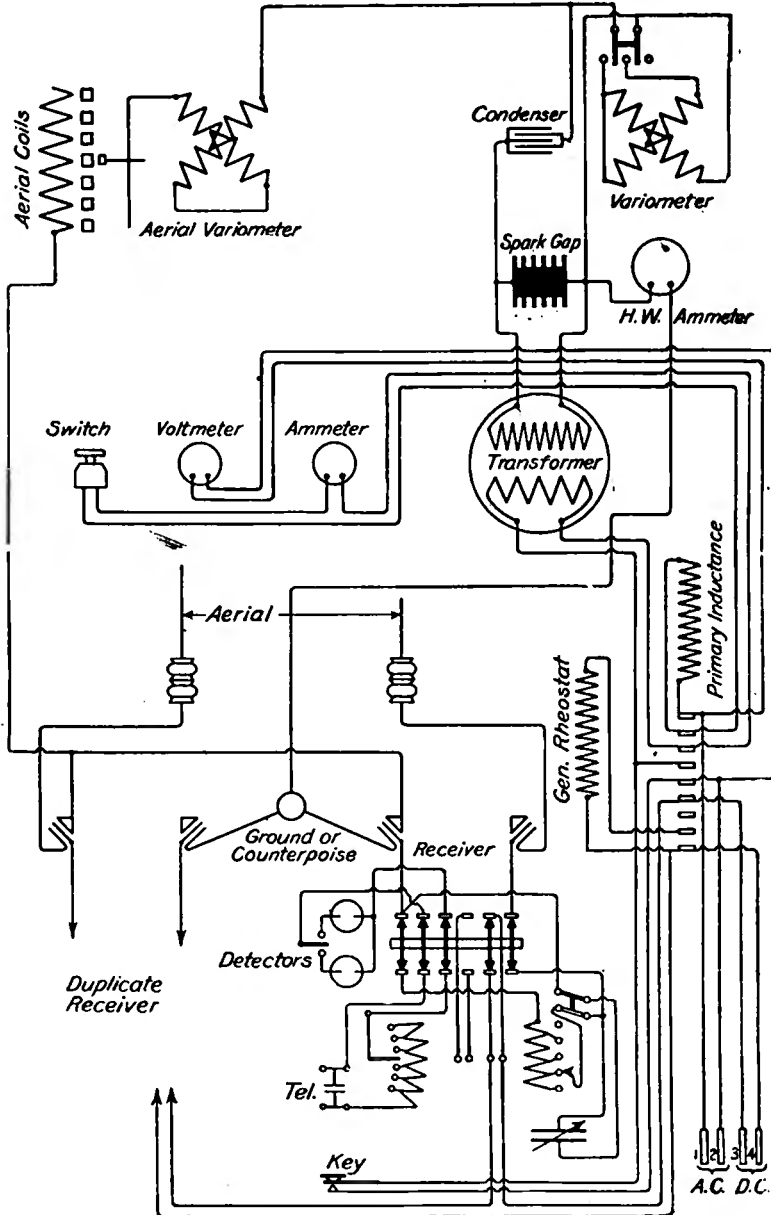 Aerial Coils
Aerial Variometer
Condenser
Variometer
Spark Gap
H.W. Ammeter
Switch
Voltmeter
Ammeter
Transformer
Primary Inductance
Aerial
Gen. Rheostat
Ground or
Counterpoise
Receiver
Detectors
Duplicate
Receiver
Tel.
Key
1 2 3 4
A.C. D.C.